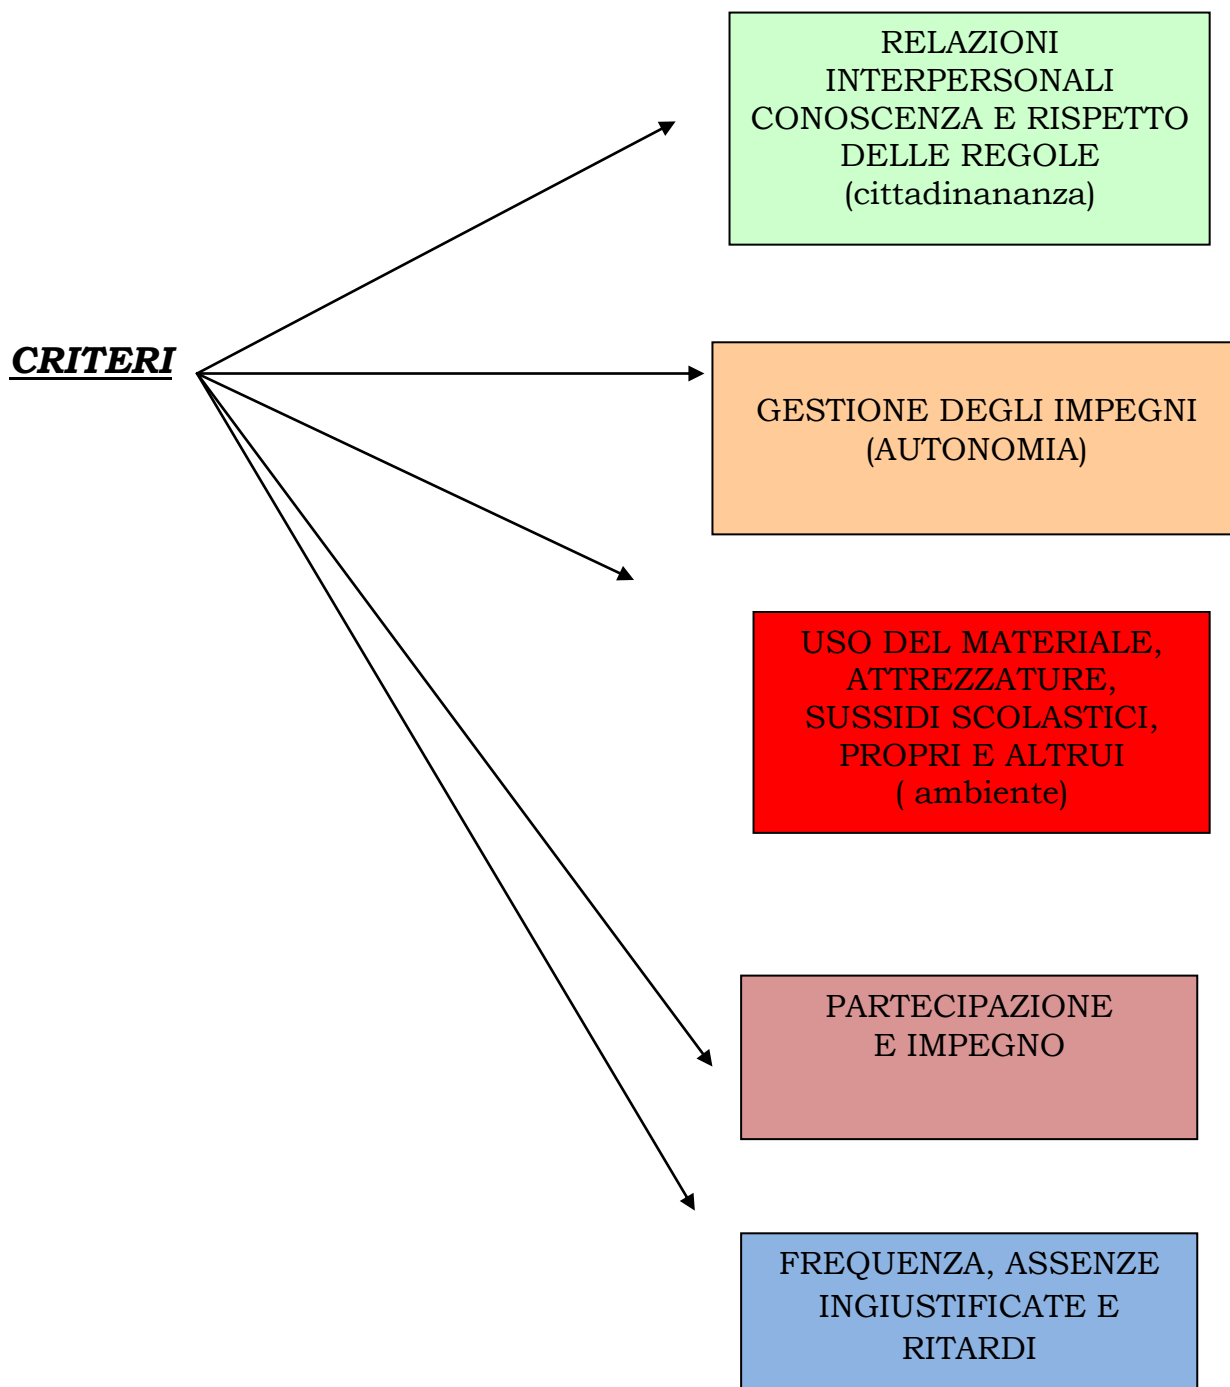 RELAZIONI
INTERPERSONALI
CONOSCENZA E RISPETTO
DELLE REGOLE
(cittadinananza)
CRITERI
GESTIONE DEGLI IMPEGNI
(AUTONOMIA)
USO DEL MATERIALE,
ATTREZZATURE,
SUSSIDI SCOLASTICI,
PROPRI E ALTRUI
( ambiente)
PARTECIPAZIONE
E IMPEGNO
FREQUENZA, ASSENZE
INGIUSTIFICATE E
RITARDI